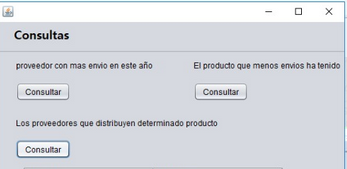 Consultas
proveedor con mas envio en este año
El producto que menos envios ha tenido
Consultar
Consultar
Los proveedores que distribuyen determinado producto
Consultar